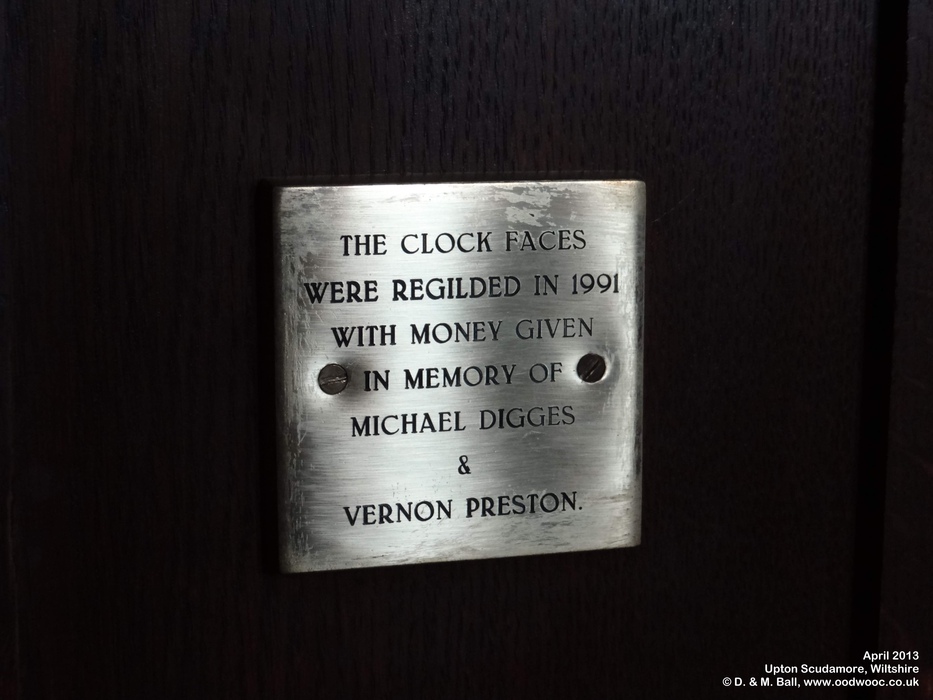 THE CLOCK FACES
WERE REGILDED IN 1991
WITH MONEY GIVEN
IN MEMORY OF
MICHAEL DIGGES
&
VERNON PRESTON.
April 2013
Upton Scudamore, Wiltshire
© D. & M. Ball, www.oodwooc.co.uk